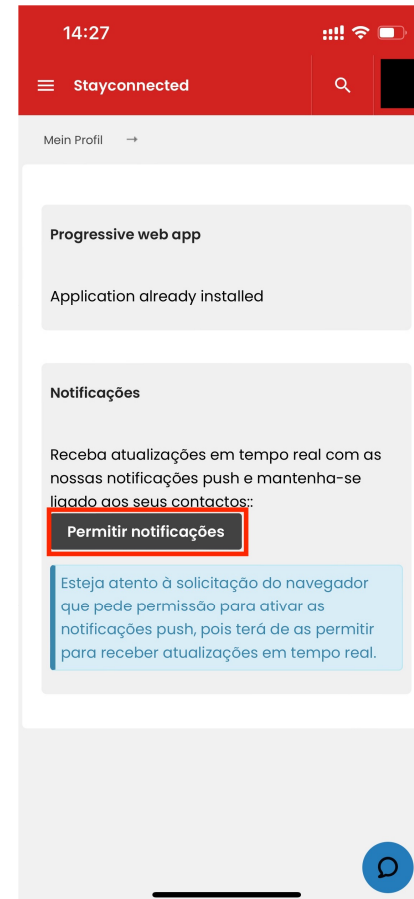 14:27
Stayconnected
Mein Profil →
Progressive web app
Application already installed
Notificações
Receba atualizações em tempo real com as
nossas notificações push e mantenha-se
ligado aos seus contactos::
Permitir notificações
Esteja atento à solicitação do navegador
que pede permissão para ativar as
notificações push, pois terá de as permitir
para receber atualizações em tempo real.